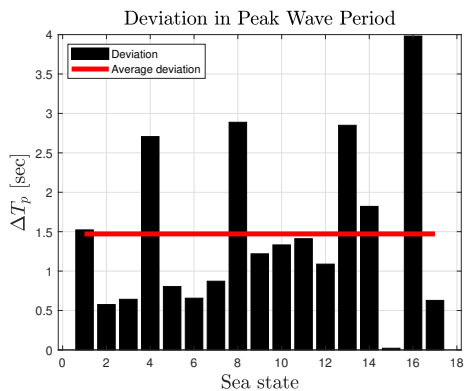 Deviation in Peak Wave Period
Deviation
Average deviation
4
3.5
3
2.5
2
1.5
1
0.5
0
ΔTp [sec]
0 2 4 6 8 10 12 14 16 18
Sea state